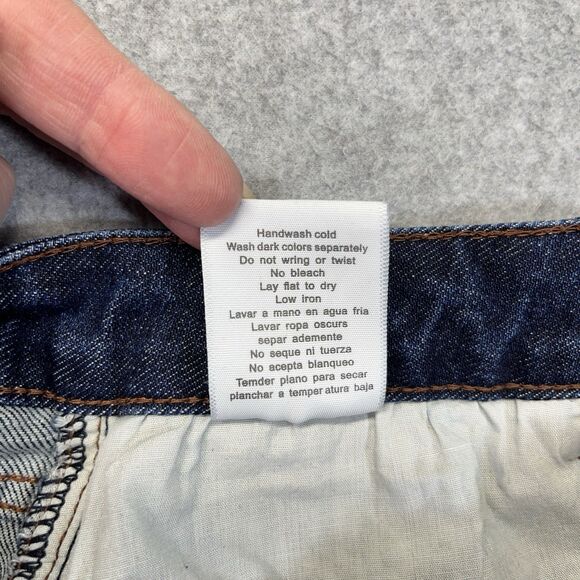 Handwash cold
Wash dark colors separately
Do not wring or twist
No bleach
Lay flat to dry
Low iron
Lavar a mano en agua fria
Lavar ropa oscurs
separ ademente
No seque ni tuerza
No acepta blanqueo
Temder piano para secar
planchar a temper atura baja